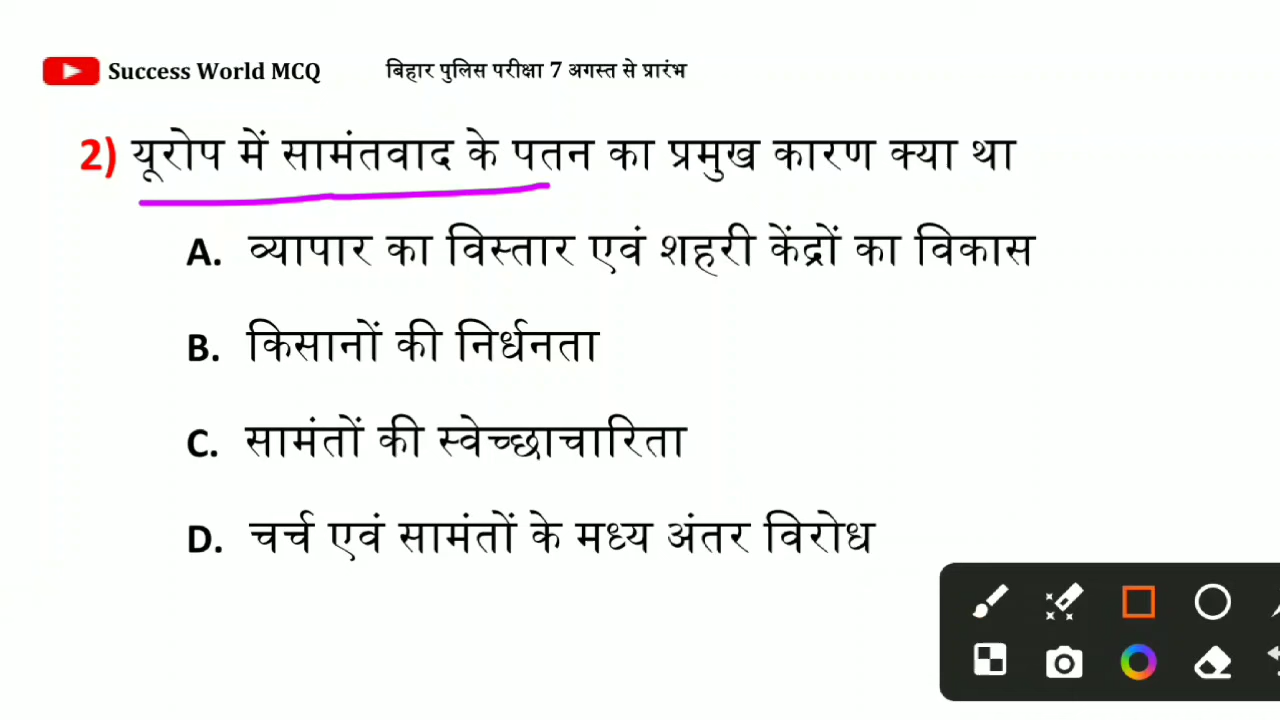 Success World MCQ बिहार पुलिस परीक्षा 7 अगस्त से प्रारंभ
2) यूरोप में सामंतवाद के पतन का प्रमुख कारण क्या था
A. व्यापार का विस्तार एवं शहरी केंद्रों का विकास
B. किसानों की निर्धनता
C. सामंतों की स्वेच्छाचारिता
D. चर्च एवं सामंतों के मध्य अंतर विरोध